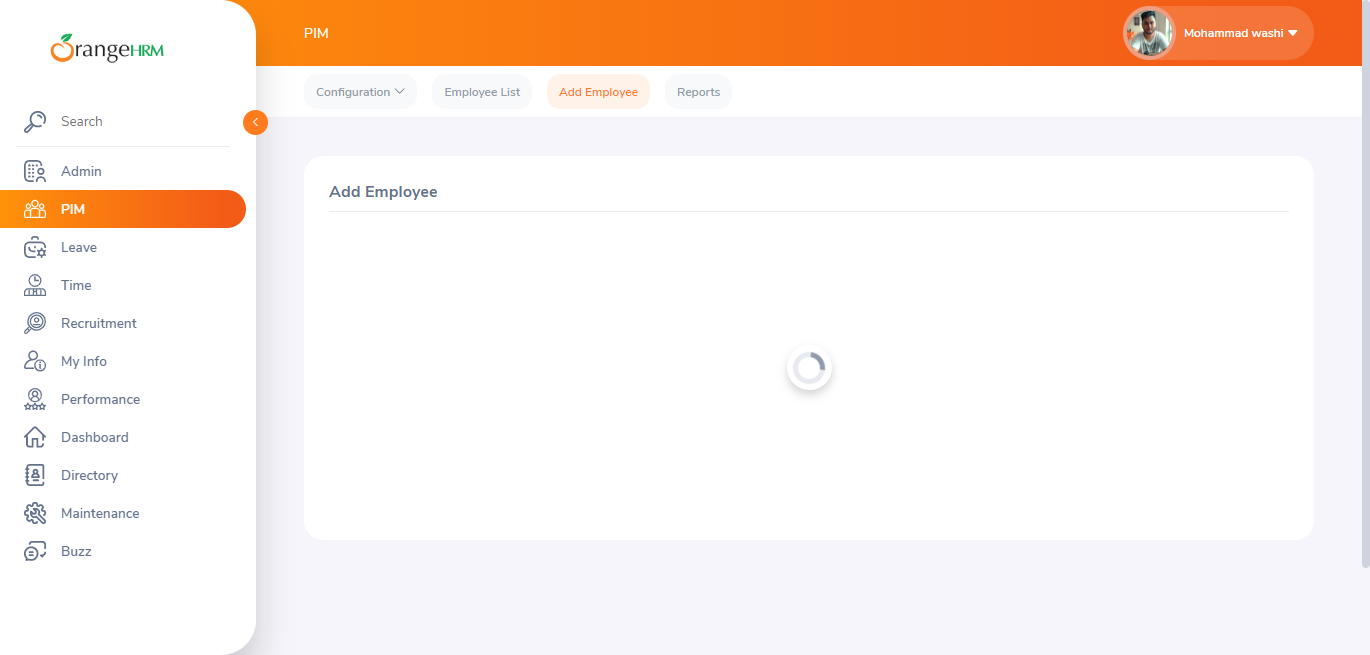 OrangeHRM
PIM
Mohammad washi
Configuration
Employee List
Add Employee
Reports
Search
Admin
PIM
Leave
Time
Recruitment
My Info
Performance
Dashboard
Directory
Maintenance
Buzz
Add Employee